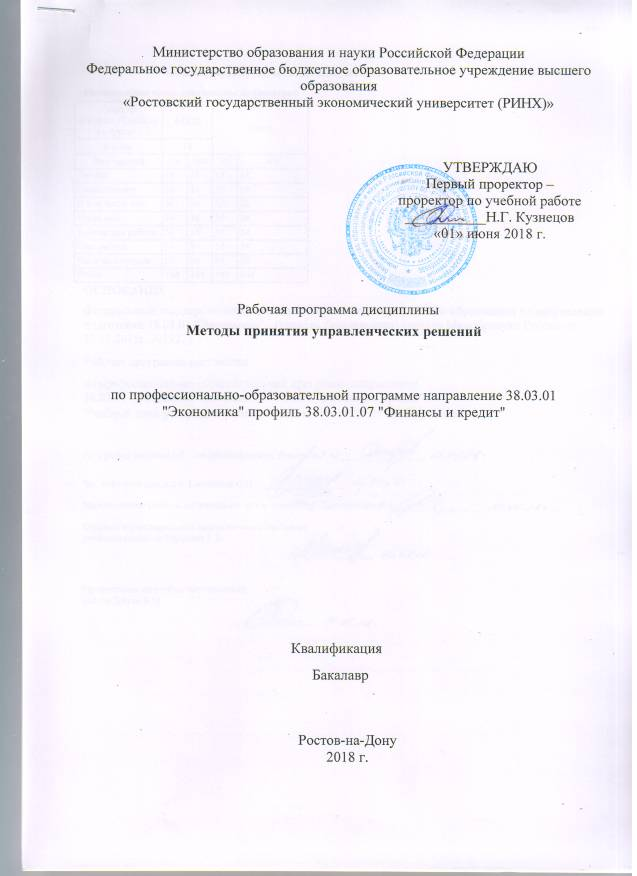 Министерство образования и науки Российской Федерации
Федеральное государственное бюджетное образовательное учреждение высшего
образования
«Ростовский государственный экономический университет (РИНХ)»
УТВЕРЖДАЮ
Первый проректор –
проректор по учебной работе
Н.Г. Кузнецов
«01» июня 2018 г.
Рабочая программа дисциплины
Методы принятия управленческих решений
по профессионально-образовательной программе направление 38.03.01
"Экономика" профиль 38.03.01.07 "Финансы и кредит"
Квалификация
Бакалавр
Ростов-на-Дону
2018 г.